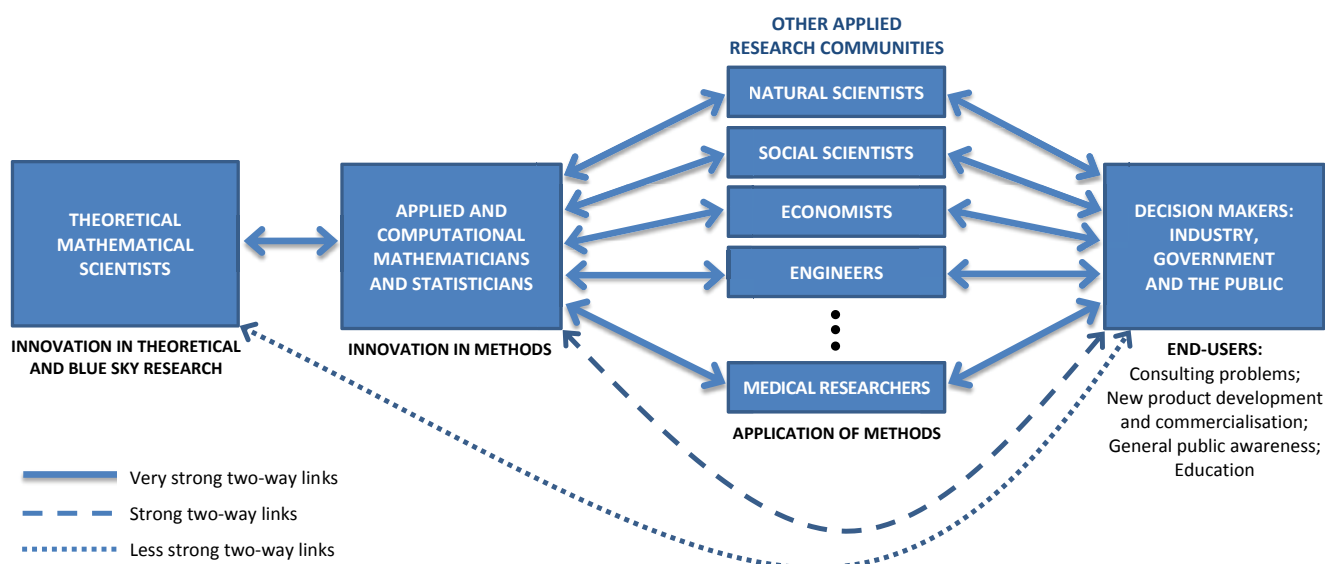 OTHER APPLIED
RESEARCH COMMUNITIES
THEORETICAL
MATHEMATICAL
SCIENTISTS
INNOVATION IN THEORETICAL
AND BLUE SKY RESEARCH
APPLIED AND
COMPUTATIONAL
MATHEMATICIANS
AND STATISTICIANS
INNOVATION IN METHODS
NATURAL SCIENTISTS
SOCIAL SCIENTISTS
ECONOMISTS
ENGINEERS
MEDICAL RESEARCHERS
APPLICATION OF METHODS
DECISION MAKERS:
INDUSTRY,
GOVERNMENT
AND THE PUBLIC
END-USERS:
Consulting problems;
New product development
and commercialisation;
General public awareness;
Education
Very strong two-way links
Strong two-way links
Less strong two-way links